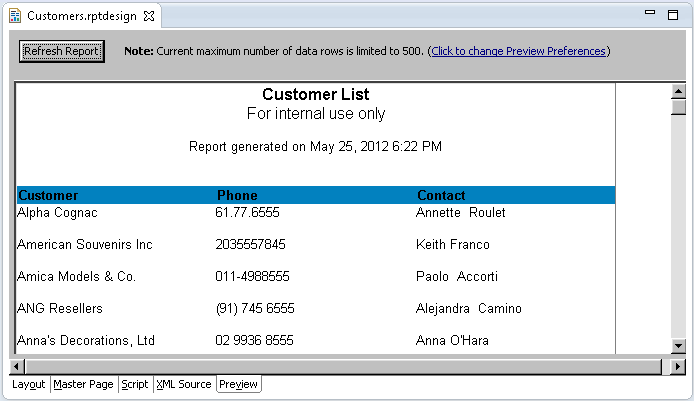 Customers.rptdesign
Refresh Report Note: Current maximum number of data rows is limited to 500. (Click to change Preview Preferences)
Customer List
For internal use only
Report generated on May 25, 2012 6:22 PM
Customer Phone Contact
Alpha Cognac 61.77.6555 Annette  Roulet
American Souvenirs Inc 2035557845 Keith Franco
Amica Models & Co. 011-4988555 Paolo  Accorti
ANG Resellers (91) 745 6555 Alejandra  Camino
Anna's Decorations, Ltd 02 9936 8555 Anna O'Hara
Layout Master Page Script XML Source Preview